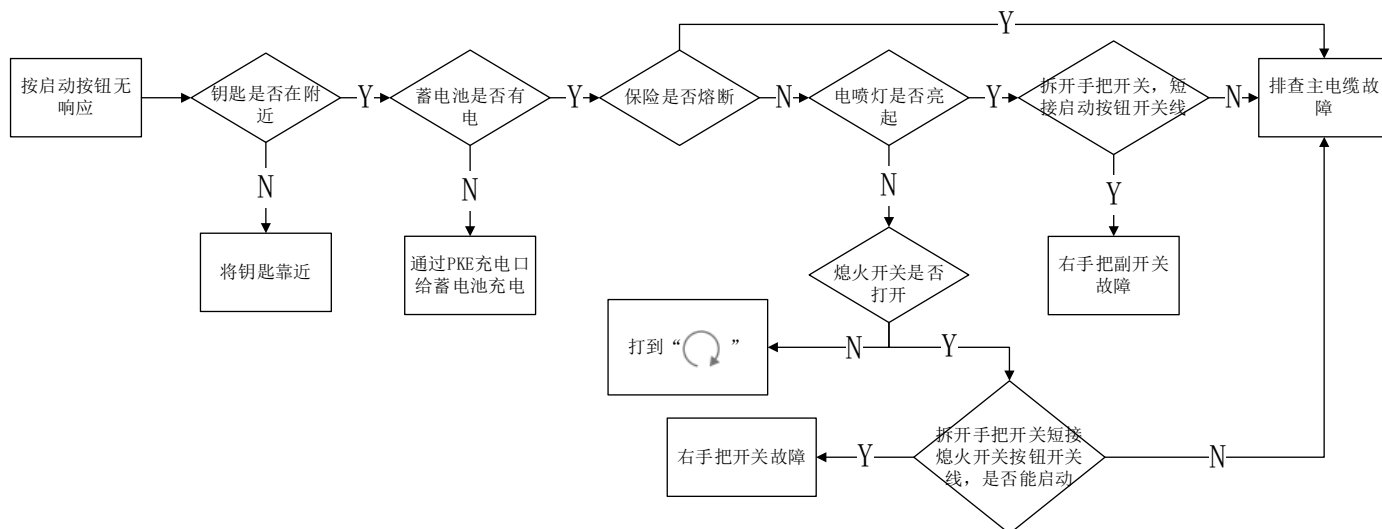 按启动按钮无
响应
钥匙是否在附
近
Y
蓄电池是否有
电
Y
保险是否熔断
Y
N
电喷灯是否亮
起
Y
拆开手把开关，短
接启动按钮开关线
N
排查主电缆故
障
N
将钥匙靠近
N
通过PKE充电口
给蓄电池充电
N
熄火开关是否
打开
Y
右手把副开关
故障
N
打到“ ”
Y
拆开手把开关短接
熄火开关按钮开关
线，是否能启动
Y
右手把开关故障
N